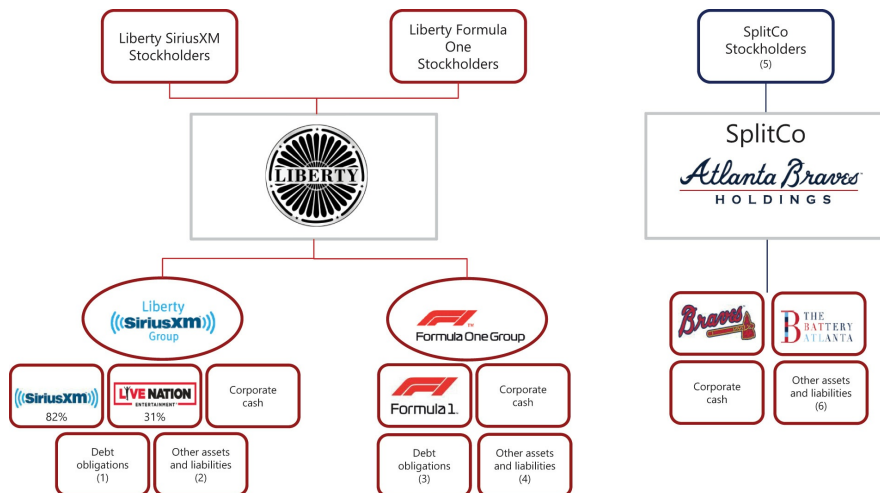 Liberty SiriusXM
Stockholders
Liberty Formula
One
Stockholders
SplitCo
Stockholders
(5)
LIBERTY
SplitCo
Atlanta Braves
HOLDINGS
Liberty
((SiriusXM))
Group
F1
TM
Formula One Group
Braves
B THE
BATTERY
ATLANTA
((SiriusXM))
82%
LIVE NATION
ENTERTAINMENT
31%
Corporate
cash
F1
Formula 1
Corporate
cash
Corporate
cash
Other assets
and liabilities
(6)
Debt
obligations
(1)
Other assets
and liabilities
(2)
Debt
obligations
(3)
Other assets
and liabilities
(4)